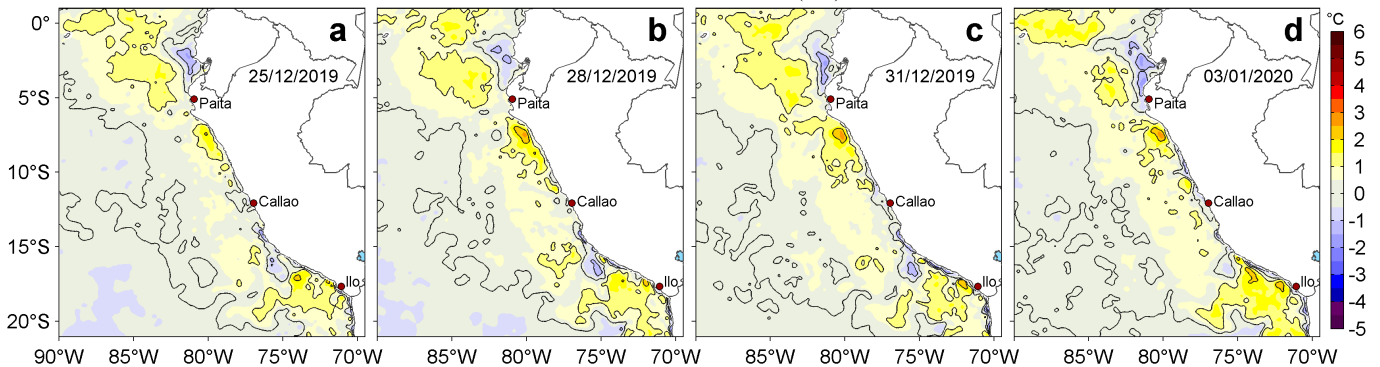 a
25/12/2019
Paita
Callao
Ilo
b
28/12/2019
Paita
Callao
Ilo
c
31/12/2019
Paita
Callao
Ilo
d
03/01/2020
Paita
Callao
Ilo
0°
5°S
10°S
15°S
20°S
90°W 85°W 80°W 75°W 70°W
85°W 80°W 75°W 70°W
85°W 80°W 75°W 70°W
85°W 80°W 75°W 70°W
°C
6
5
4
3
2
1
0
-1
-2
-3
-4
-5